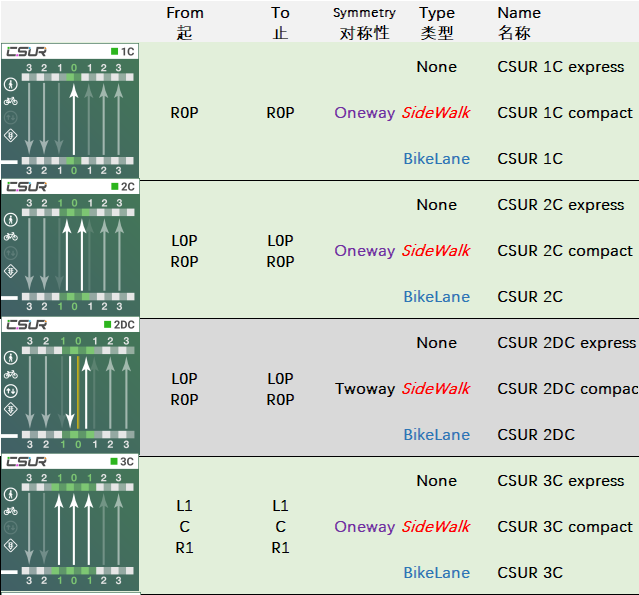 From To Symmetry Type Name
起 止 对称性 类型 名称
CSUR 1C
3 2 1 0 1 2 3
3 2 1 0 1 2 3
None CSUR 1C express
R0P R0P Oneway SideWalk CSUR 1C compact
BikeLane CSUR 1C
CSUR 2C
3 2 1 0 1 2 3
3 2 1 0 1 2 3
None CSUR 2C express
L0P L0P
R0P R0P
Oneway SideWalk CSUR 2C compact
BikeLane CSUR 2C
CSUR 2DC
3 2 1 0 1 2 3
3 2 1 0 1 2 3
None CSUR 2DC express
L0P L0P
R0P R0P
Twoway SideWalk CSUR 2DC compac
BikeLane CSUR 2DC
CSUR 3C
3 2 1 0 1 2 3
3 2 1 0 1 2 3
None CSUR 3C express
L1 L1
C C Oneway SideWalk CSUR 3C compact
R1 R1
BikeLane CSUR 3C